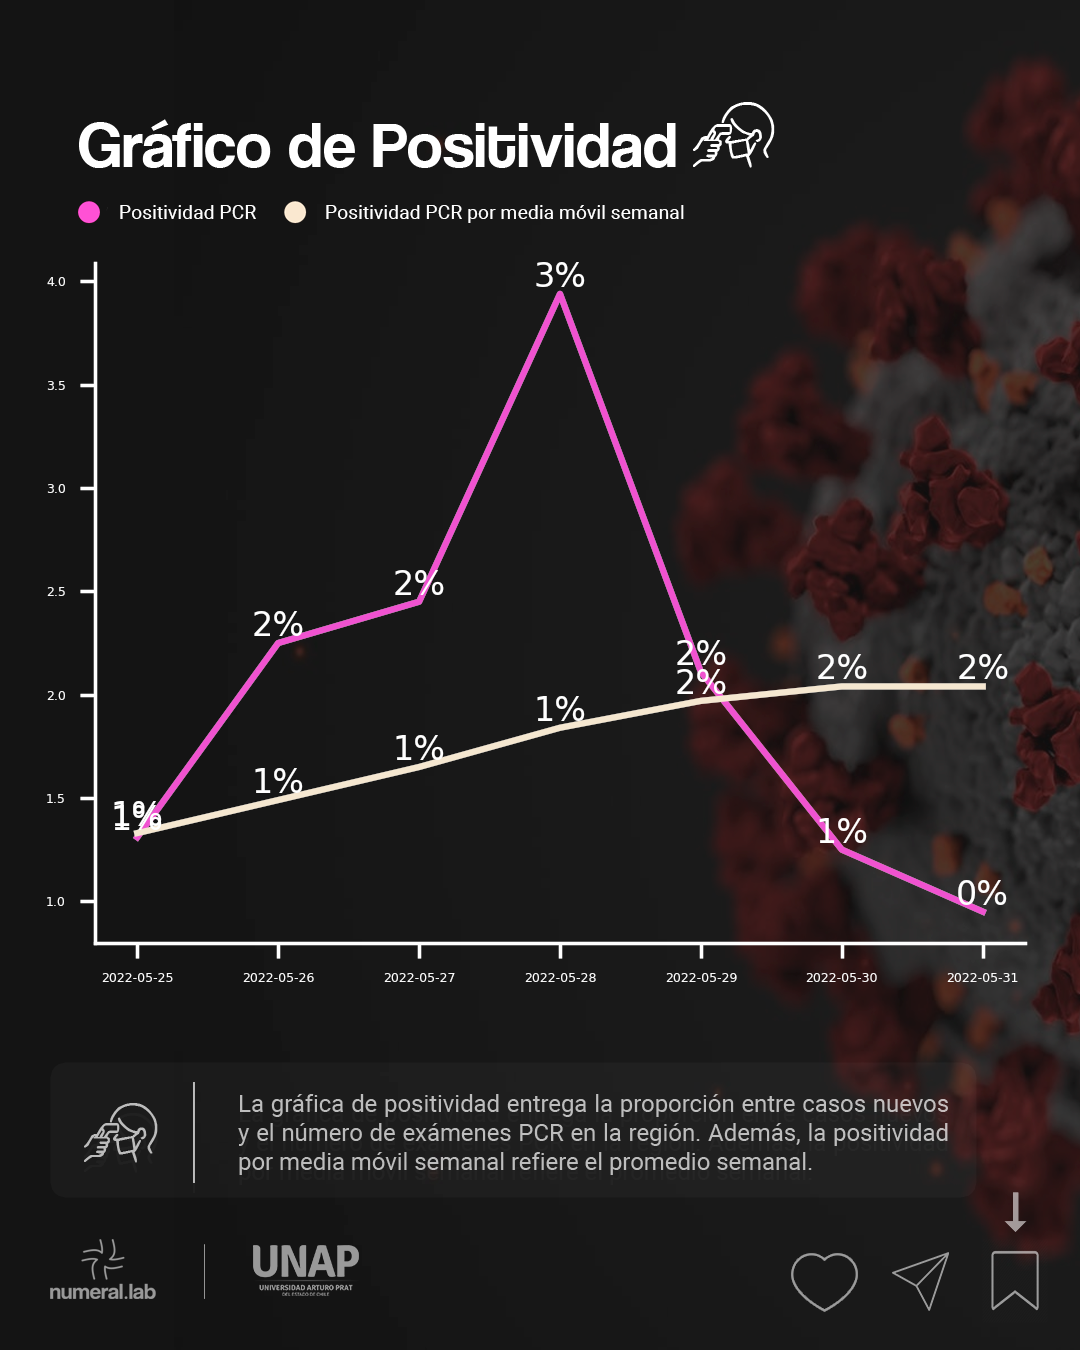 Gráfico de Positividad
Positividad PCR
Positividad PCR por media móvil semanal
4.0
3.5
3.0
2.5
2.0
1.5
1.0
3%
2%
2%
2%
2%
2%
2%
1%
1%
1%
1%
1%
1%
0%
2022-05-25
2022-05-26
2022-05-27
2022-05-28
2022-05-29
2022-05-30
2022-05-31
La gráfica de positividad entrega la proporción entre casos nuevos
y el número de exámenes PCR en la región. Además, la positividad
por media móvil semanal refiere el promedio semanal.
numeral.lab
UNAP
UNIVERSIDAD ARTURO PRAT
DEL ESTADO DE CHILE